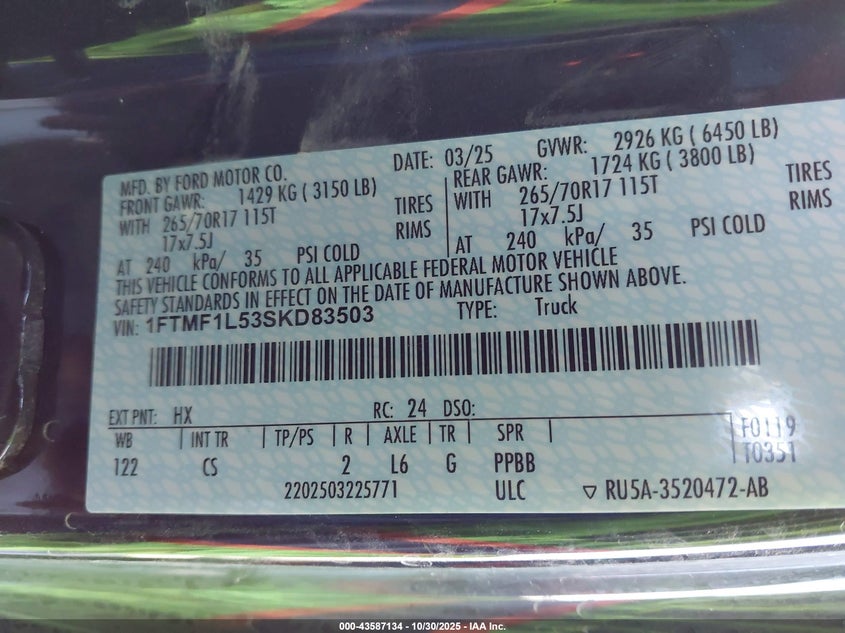 MFD. BY FORD MOTOR CO. DATE: 03/25 GVWR: 2926 KG ( 6450 LB)
FRONT GAWR: 1429 KG ( 3150 LB) REAR GAWR: 1724 KG ( 3800 LB)
WITH 265/70R17 115T TIRES WITH 265/70R17 115T TIRES
17x7.5J RIMS 17x7.5J RIMS
AT 240 kPa/ 35 PSI COLD AT 240 kPa/ 35 PSI COLD
THIS VEHICLE CONFORMS TO ALL APPLICABLE FEDERAL MOTOR VEHICLE
SAFETY STANDARDS IN EFFECT ON THE DATE OF MANUFACTURE SHOWN ABOVE.
VIN: 1FTMF1L53SKD83503 TYPE: Truck
EXT PNT: HX RC: 24 DSO:
WB INT TR TP/PS R AXLE TR SPR F0119
122 CS 2 L6 G PPBB T0351
2202503225771 ULC ▽ RU5A-3520472-AB
000-43587134 - 10/30/2025 - IAA Inc.